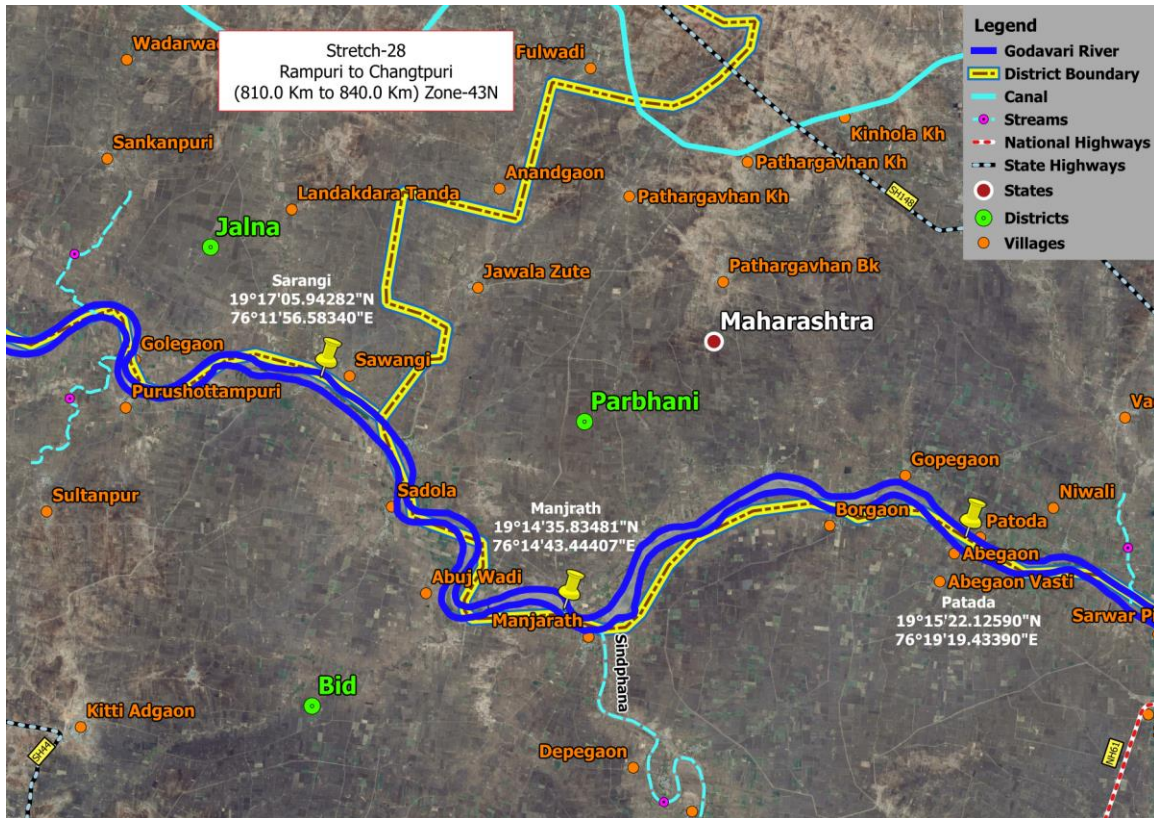 Stretch-28
Rampuri to Changtpuri
(810.0 Km to 840.0 Km) Zone-43N
Legend
Godavari River
District Boundary
Canal
Streams
National Highways
State Highways
States
Districts
Villages
Fulwadi
Kinhola Kh
Sankanpuri
Pathargavhan Kh
Anandgaon
Landakdara Tanda
Pathargavhan Kh
SH148
Jalna
Jawala Zute
Pathargavhan Bk
Sarangi
19°17'05.94282"N
76°11'56.58340"E
Maharashtra
Golegaon
Sawangi
Purushottampuri
Parbhani
Gopegaon
Sultanpur
Sadola
Manjrath
19°14'35.83481"N
76°14'43.44407"E
Borgaon
Niwali
Patoda
Abegaon
Abuj Wadi
Abegaon Vasti
Manjarath
Patada
19°15'22.12590"N
76°19'19.43390"E
Sarwar
Sindphana
Bid
Kitti Adgaon
SH44
Depegaon
NH61